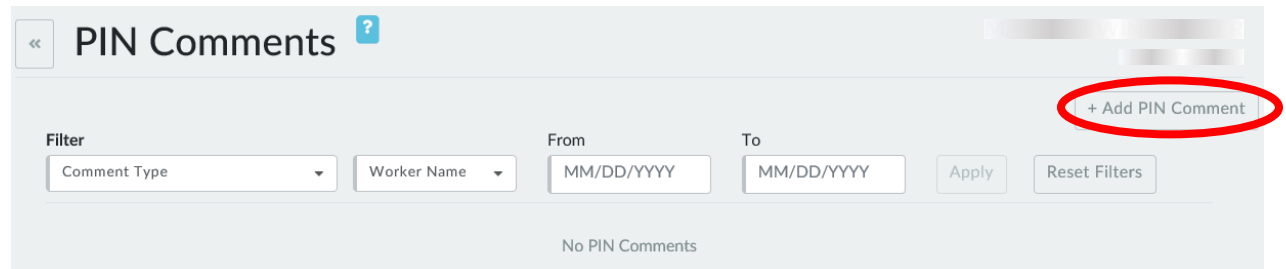 « PIN Comments ?
+ Add PIN Comment
Filter From To
Comment Type Worker Name MM/DD/YYYY MM/DD/YYYY Apply Reset Filters
No PIN Comments